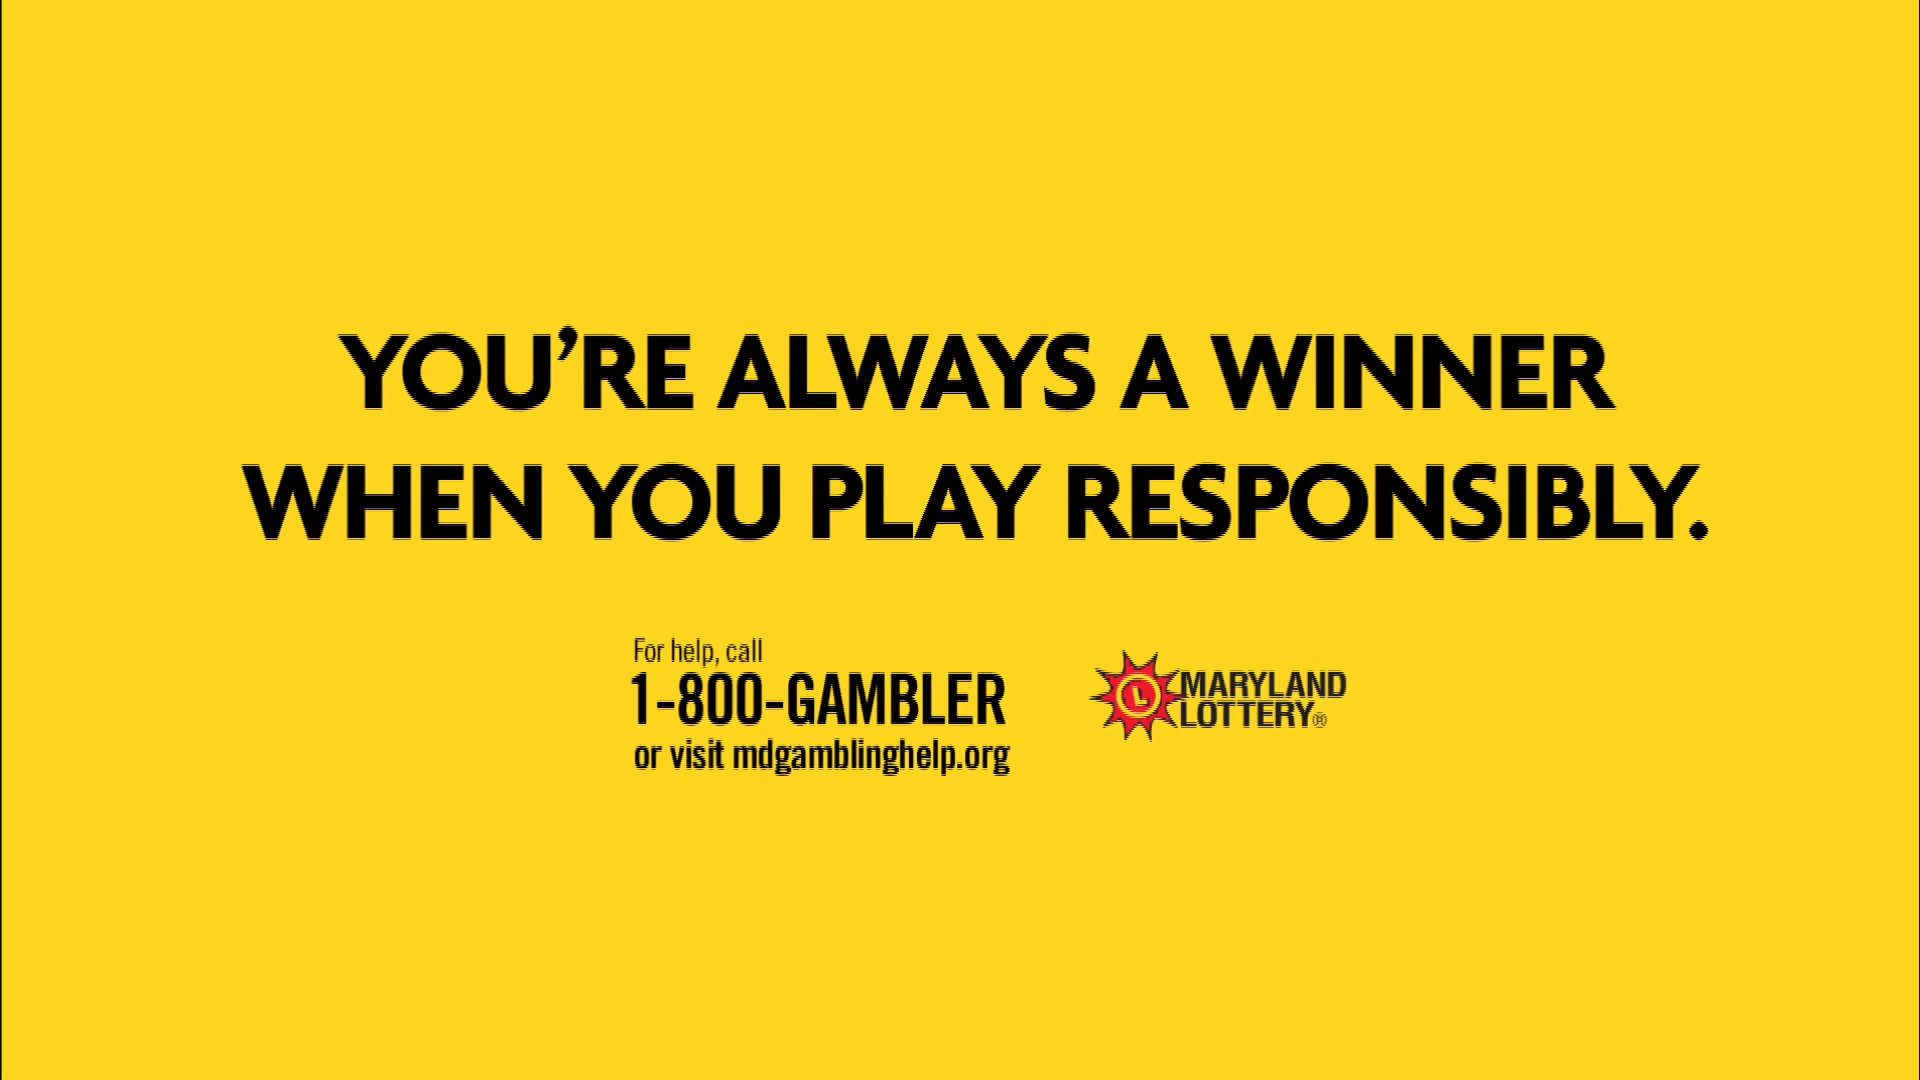 YOU’RE ALWAYS A WINNER
WHEN YOU PLAY RESPONSIBLY.
For help, call
1-800-GAMBLER
or visit mdgamblinghelp.org
L
MARYLAND
LOTTERY®